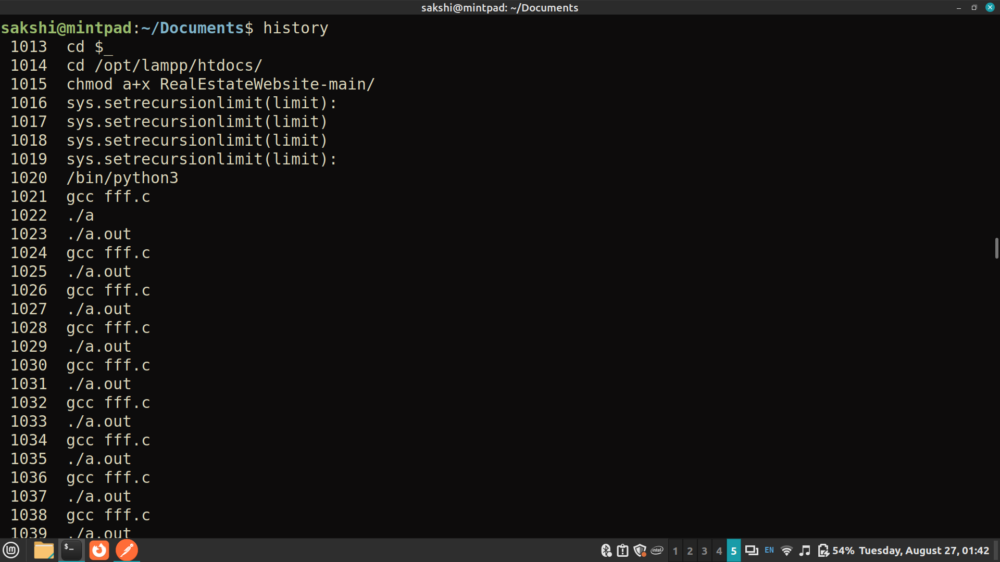 sakshi@mintpad: ~/Documents
sakshi@mintpad:~/Documents$ history
1013 cd $_
1014 cd /opt/lampp/htdocs/
1015 chmod a+x RealEstateWebsite-main/
1016 sys.setrecursionlimit(limit):
1017 sys.setrecursionlimit(limit)
1018 sys.setrecursionlimit(limit)
1019 sys.setrecursionlimit(limit):
1020 /bin/python3
1021 gcc fff.c
1022 ./a
1023 ./a.out
1024 gcc fff.c
1025 ./a.out
1026 gcc fff.c
1027 ./a.out
1028 gcc fff.c
1029 ./a.out
1030 gcc fff.c
1031 ./a.out
1032 gcc fff.c
1033 ./a.out
1034 gcc fff.c
1035 ./a.out
1036 gcc fff.c
1037 ./a.out
1038 gcc fff.c
1039 ./a.out
lm $_ intel 1 2 3 4 5 EN 54% Tuesday, August 27, 01:42